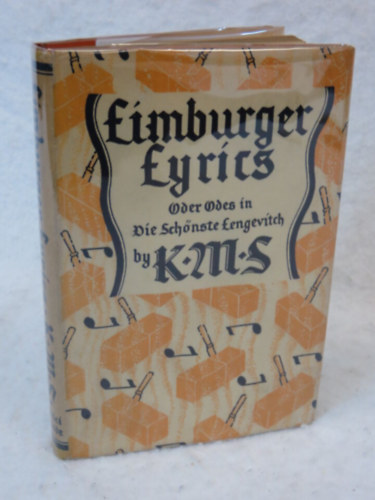 Limburger
Lyrics
Oder Odes in
Die Schönste Lengevitch
by K·M·S